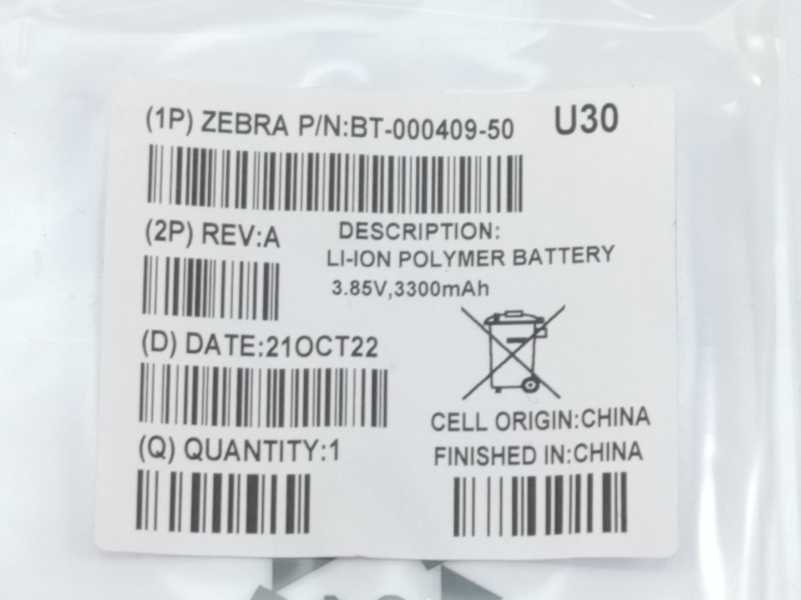 (1P) ZEBRA P/N:BT-000409-50 U30
(2P) REV:A
DESCRIPTION:
LI-ION POLYMER BATTERY
3.85V,3300mAh
(D) DATE:21OCT22
CELL ORIGIN:CHINA
(Q) QUANTITY:1
FINISHED IN:CHINA